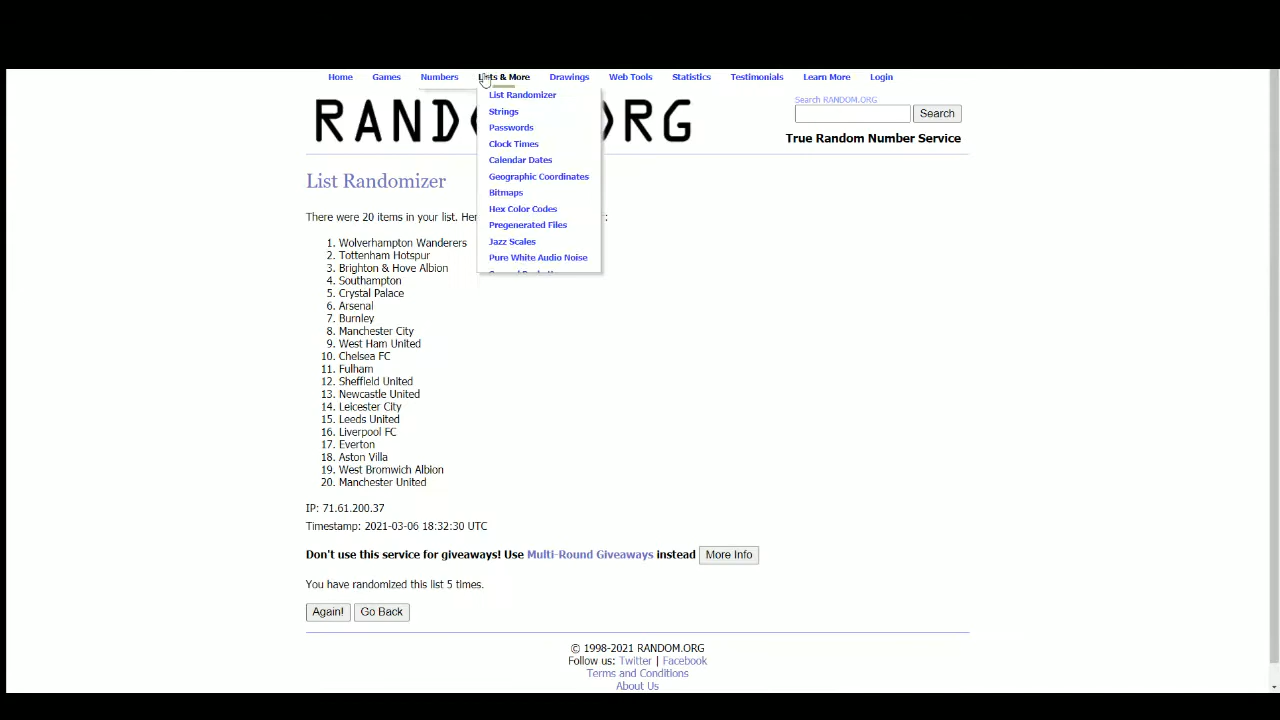 Home Games Numbers Lists & More Drawings Web Tools Statistics Testimonials Learn More Login
Search RANDOM.ORG
Search
True Random Number Service
List Randomizer
Strings
Passwords
Clock Times
Calendar Dates
Geographic Coordinates
Bitmaps
Hex Color Codes
Pregenerated Files
Jazz Scales
Pure White Audio Noise
List Randomizer
There were 20 items in your list. :
1. Wolverhampton Wanderers
2. Tottenham Hotspur
3. Brighton & Hove Albion
4. Southampton
5. Crystal Palace
6. Arsenal
7. Burnley
8. Manchester City
9. West Ham United
10. Chelsea FC
11. Fulham
12. Sheffield United
13. Newcastle United
14. Leicester City
15. Leeds United
16. Liverpool FC
17. Everton
18. Aston Villa
19. West Bromwich Albion
20. Manchester United
IP: 71.61.200.37
Timestamp: 2021-03-06 18:32:30 UTC
Don't use this service for giveaways! Use Multi-Round Giveaways instead More Info
You have randomized this list 5 times.
Again! Go Back
© 1998-2021 RANDOM.ORG
Follow us: Twitter | Facebook
Terms and Conditions
About Us